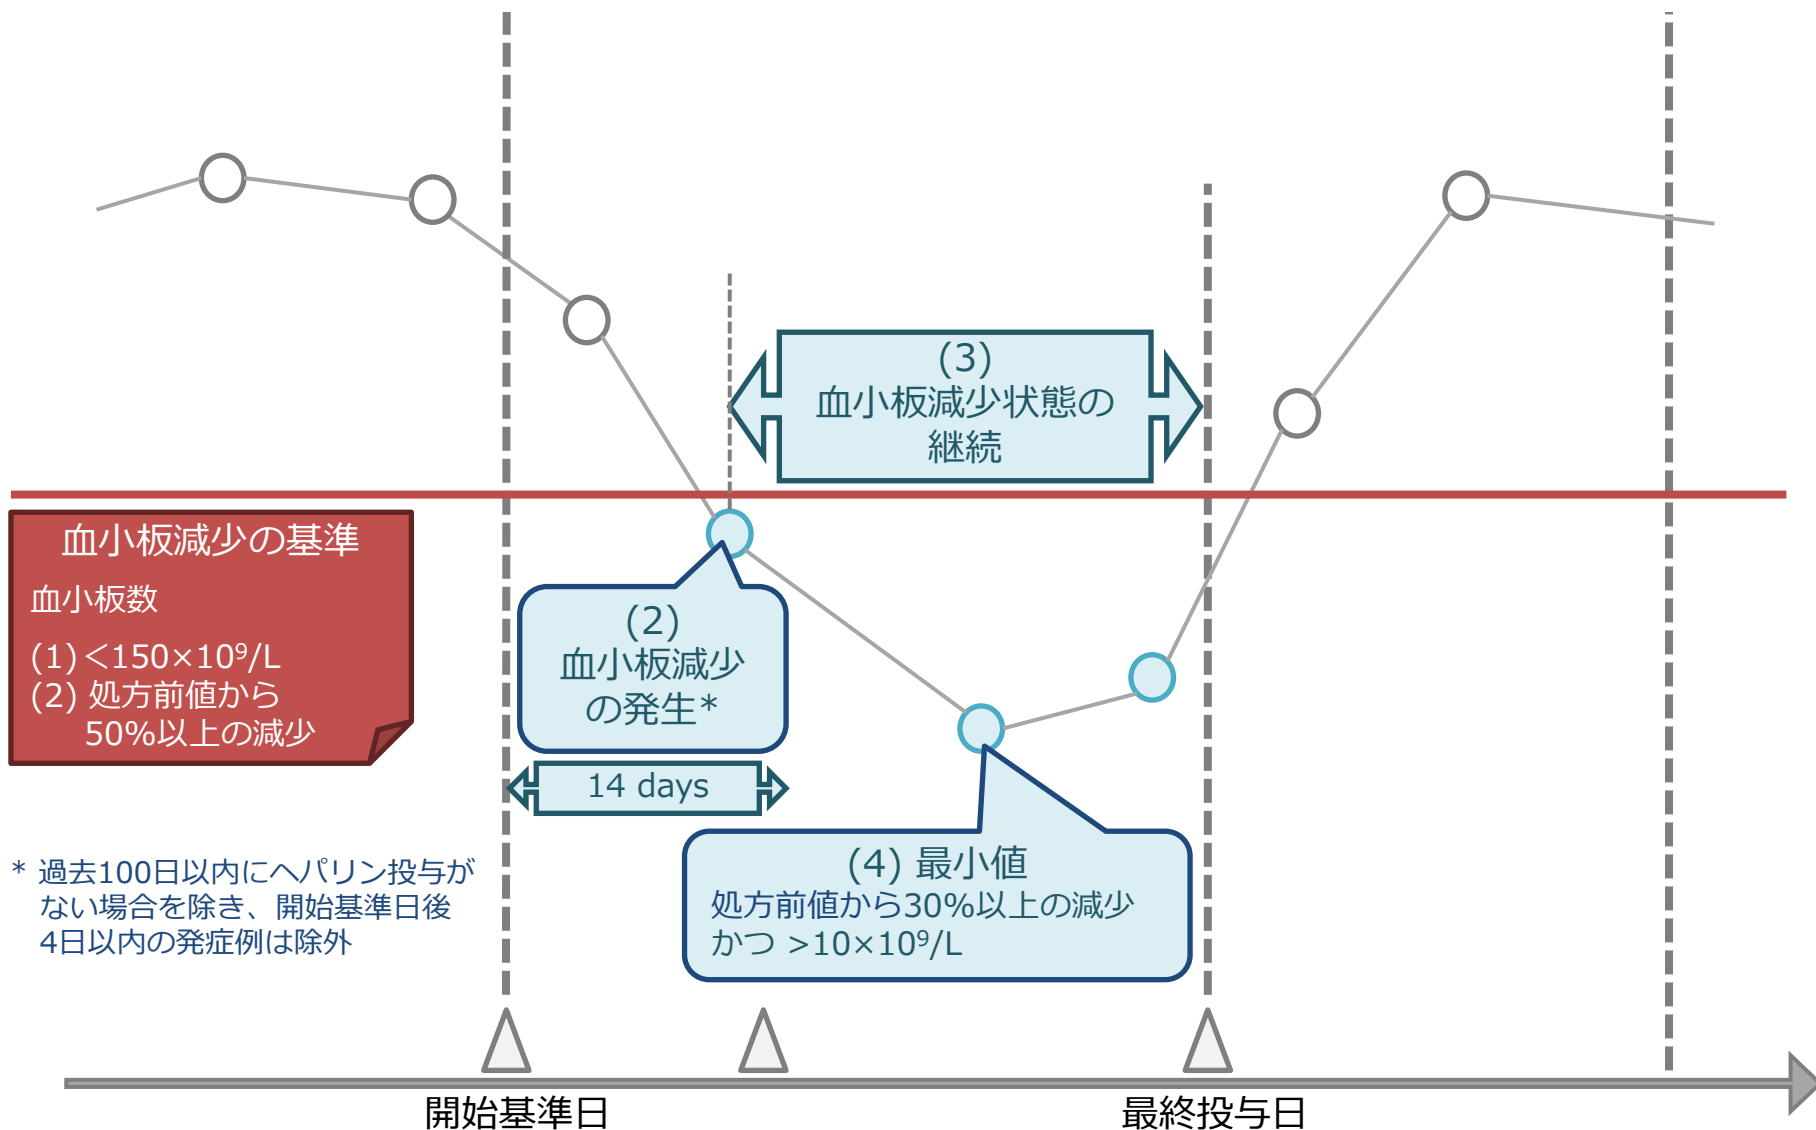 (3)
血小板減少状態の
継続
血小板減少の基準
血小板数
(1) <150×10⁹/L
(2) 処方前値から
50%以上の減少
(2)
血小板減少
の発生*
14 days
(4) 最小値
処方前値から30%以上の減少
かつ >10×10⁹/L
* 過去100日以内にヘパリン投与が
ない場合を除き、開始基準日後
4日以内の発症例は除外
開始基準日
最終投与日